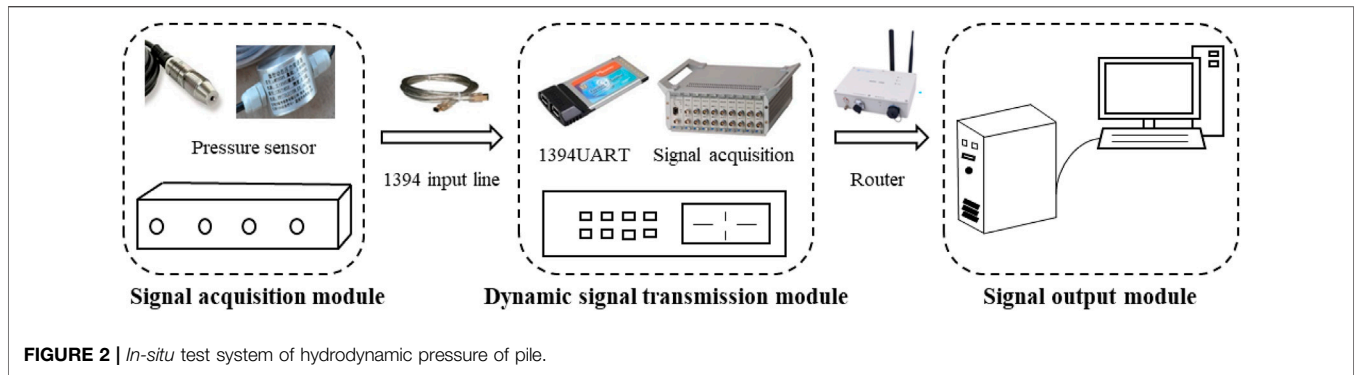 Pressure sensor
1394 input line
1394UART
Signal acquisition
Router
Signal acquisition module
Dynamic signal transmission module
Signal output module
FIGURE 2 | In-situ test system of hydrodynamic pressure of pile.